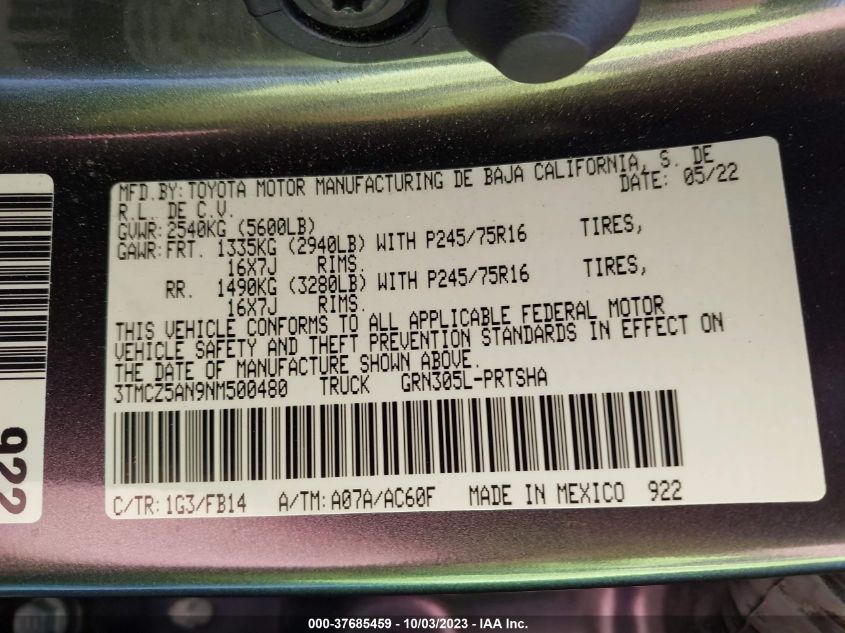 MFD.BY: TOYOTA MOTOR MANUFACTURING DE BAJA CALIFORNIA, S. DE
R.L. DE C.V. DATE: 05/22
GVWR: 2540KG (5600LB)
GAWR: FRT. 1335KG (2940LB) WITH P245/75R16 TIRES,
16X7J RIMS.
RR. 1490KG (3280LB) WITH P245/75R16 TIRES,
16X7J RIMS.
THIS VEHICLE CONFORMS TO ALL APPLICABLE FEDERAL MOTOR
VEHICLE SAFETY AND THEFT PREVENTION STANDARDS IN EFFECT ON
THE DATE OF MANUFACTURE SHOWN ABOVE.
3TMCZ5AN9NM500480 TRUCK GRN305L-PRTSHA
C/TR: 1G3/FB14 A/TM: A07A/AC60F MADE IN MEXICO 922
922
000-37685459 - 10/03/2023 - IAA Inc.